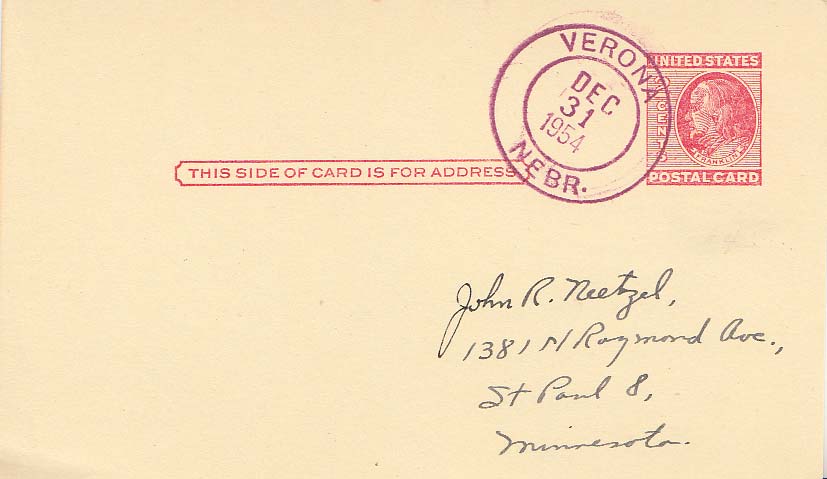 VERONA
DEC
31
1954
NEBR.
UNITED STATES
FRANKLIN
POSTAL CARD
THIS SIDE OF CARD IS FOR ADDRESS
John R. Neetzel,
1381 N Raymond Ave.,
St Paul 8,
Minnesota.